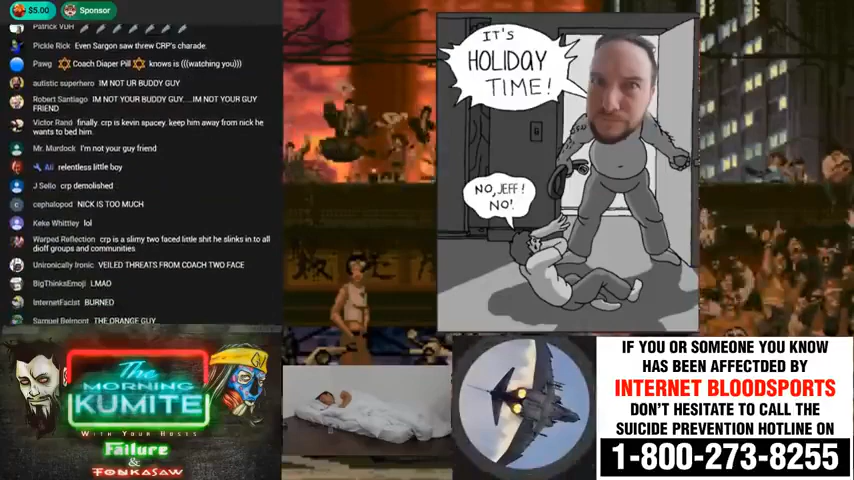 $5.00
Sponsor
Patrick VDH
Pickle Rick Even Sargon saw threw CRP's charade.
Pawg Coach Diaper Pill knows is (((watching you)))
autistic superhero IM NOT UR BUDDY GUY
Robert Santiago IM NOT YOUR BUDDY GUY.....IM NOT YOUR GUY
FRIEND
Victor Rand finally. crp is kevin spacey. keep him away from nick he
wants to bed him.
Mr. Murdock I'm not your guy friend
Ali relentless little boy
J Sello crp demolished
cephalopod NICK IS TOO MUCH
Keke Whittley lol
Warped Reflection crp is a slimy two faced little shit he slinks in to all
dioff groups and communities
Unironically Ironic VEILED THREATS FROM COACH TWO FACE
BigThinksEmoji LMAO
InternetFacist BURNED
Samuel Belmont THE ORANGE GUY
IT'S
HOLIDAY
TIME!
NO, JEFF!
NO!
The
MORNING
KUMITE
WITH YOUR HOSTS
Failure
&
TONKASAW
IF YOU OR SOMEONE YOU KNOW
HAS BEEN AFFECTDED BY
INTERNET BLOODSPORTS
DON'T HESITATE TO CALL THE
SUICIDE PREVENTION HOTLINE ON
1-800-273-8255